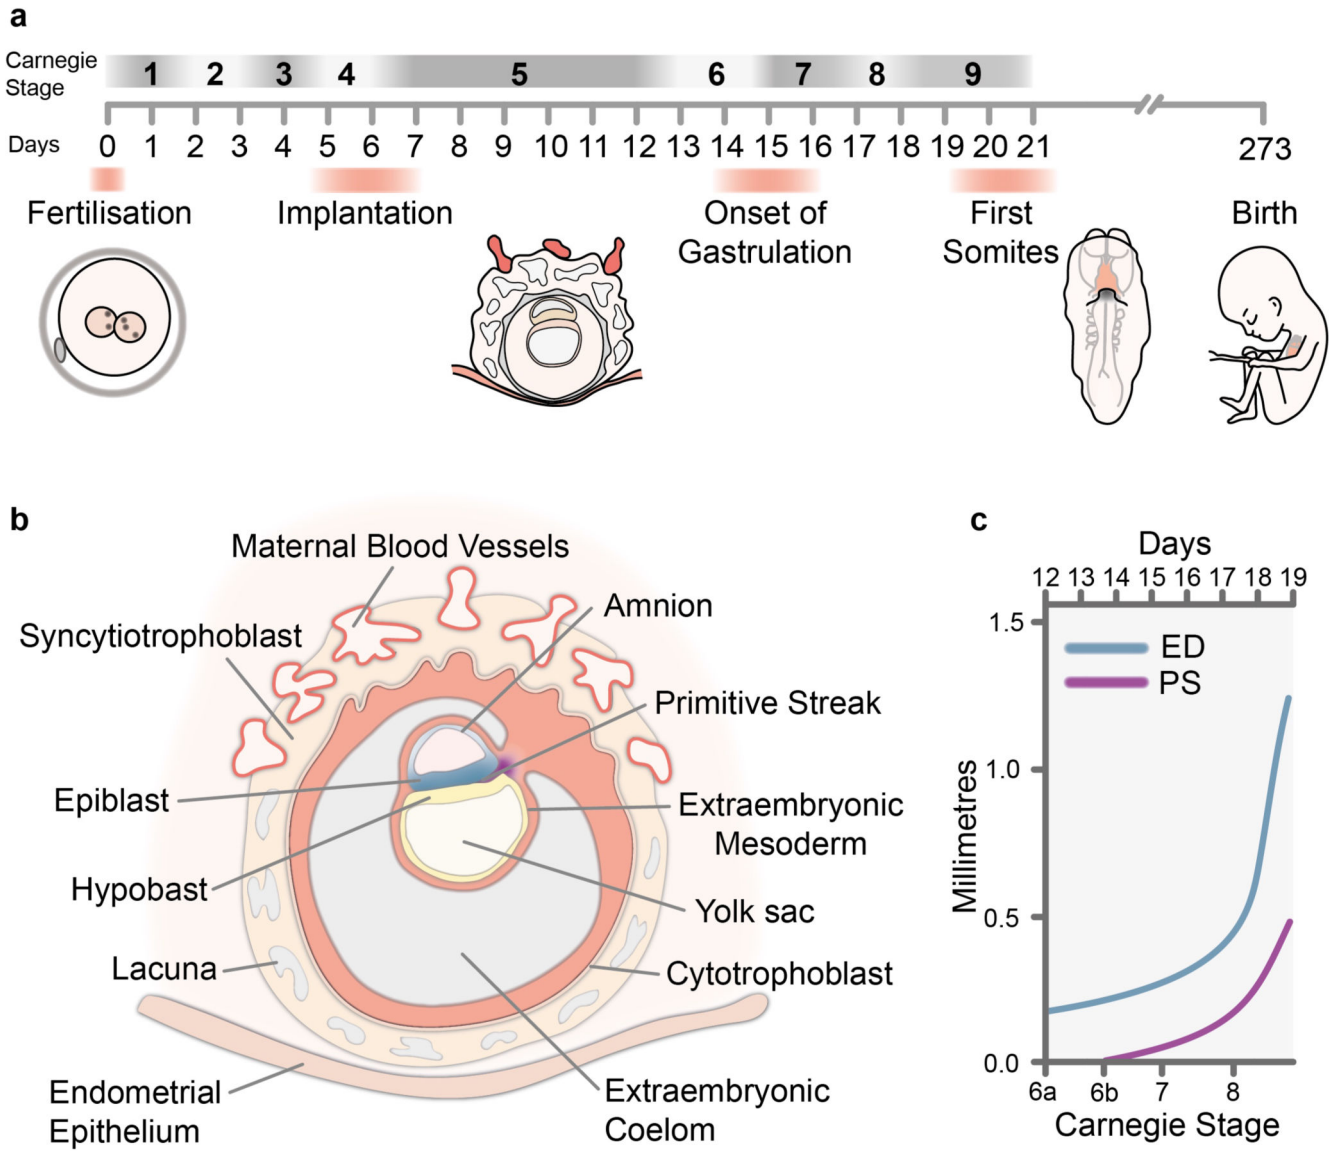 a
Carnegie
Stage
1 2 3 4 5 6 7 8 9
Days
0 1 2 3 4 5 6 7 8 9 10 11 12 13 14 15 16 17 18 19 20 21 273
Fertilisation
Implantation
Onset of
Gastrulation
First
Somites
Birth
b
Maternal Blood Vessels
Syncytiotrophoblast
Amnion
Primitive Streak
Epiblast
Extraembryonic
Mesoderm
Hypobast
Yolk sac
Lacuna
Cytotrophoblast
Endometrial
Epithelium
Extraembryonic
Coelom
c
Days
12 13 14 15 16 17 18 19
1.5
ED
PS
1.0
Millimetres
0.5
0.0
6a 6b 7 8
Carnegie Stage